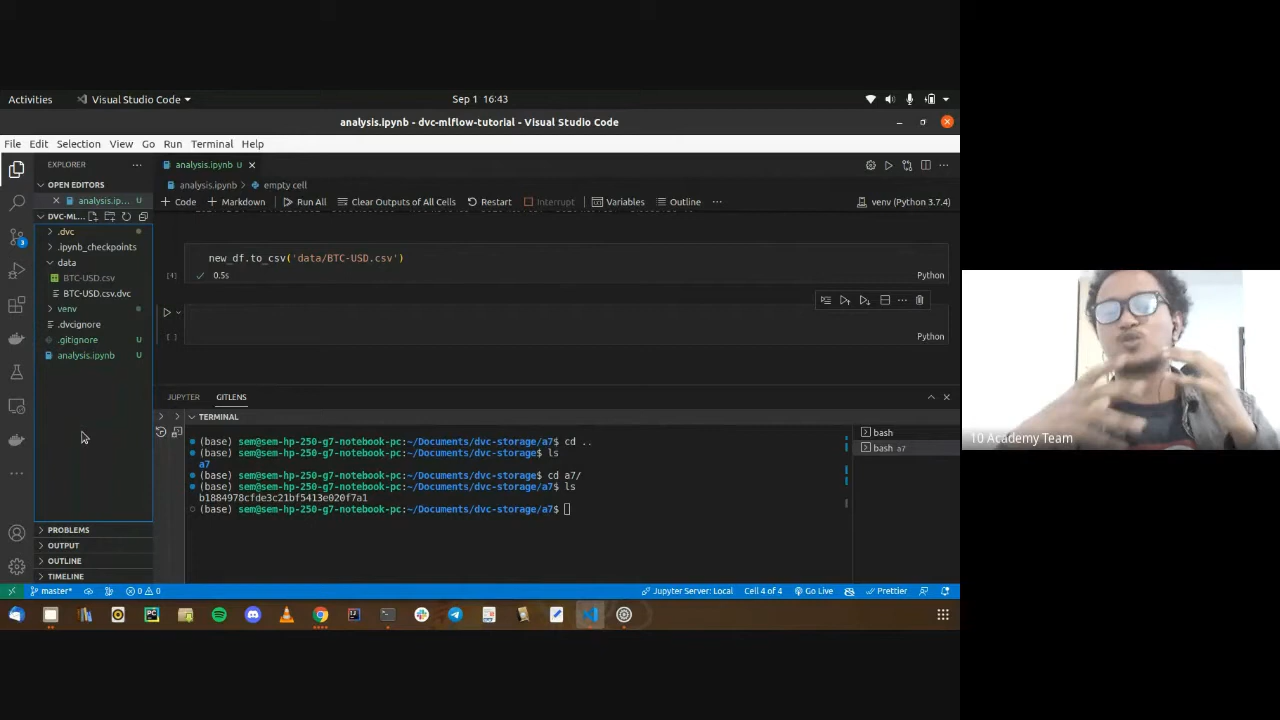 Activities Visual Studio Code Sep 1 16:43
analysis.ipynb - dvc-mlflow-tutorial - Visual Studio Code
File Edit Selection View Go Run Terminal Help
EXPLORER
OPEN EDITORS
analysis.ip... U
DVC-ML...
.dvc
.ipynb_checkpoints
data
BTC-USD.csv
BTC-USD.csv.dvc
venv
.dvcignore
.gitignore U
analysis.ipynb U
PROBLEMS
OUTPUT
OUTLINE
TIMELINE
3
analysis.ipynb U
analysis.ipynb > empty cell
+ Code + Markdown Run All Clear Outputs of All Cells Restart Interrupt Variables Outline ... venv (Python 3.7.4)
new_df.to_csv('data/BTC-USD.csv')
[4] 0.5s Python
[ ] Python
JUPYTER GITLENS
TERMINAL
(base) sem@sem-hp-250-g7-notebook-pc:~/Documents/dvc-storage/a7$ cd ..
(base) sem@sem-hp-250-g7-notebook-pc:~/Documents/dvc-storage$ ls
a7
(base) sem@sem-hp-250-g7-notebook-pc:~/Documents/dvc-storage$ cd a7/
(base) sem@sem-hp-250-g7-notebook-pc:~/Documents/dvc-storage/a7$ ls
b1884978cfde3c21bf5413e020f7a1
(base) sem@sem-hp-250-g7-notebook-pc:~/Documents/dvc-storage/a7$
bash
bash a7
master* 0 0 Jupyter Server: Local Cell 4 of 4 Go Live Prettier
10 Academy Team